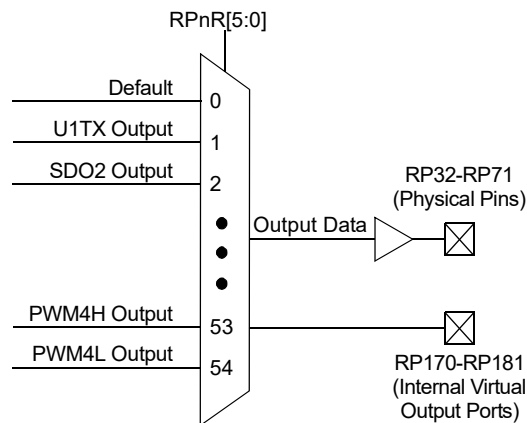 RPnR[5:0]
Default
0
U1TX Output
1
SDO2 Output
2
RP32-RP71
(Physical Pins)
Output Data
PWM4H Output
53
PWM4L Output
54
RP170-RP181
(Internal Virtual
Output Ports)